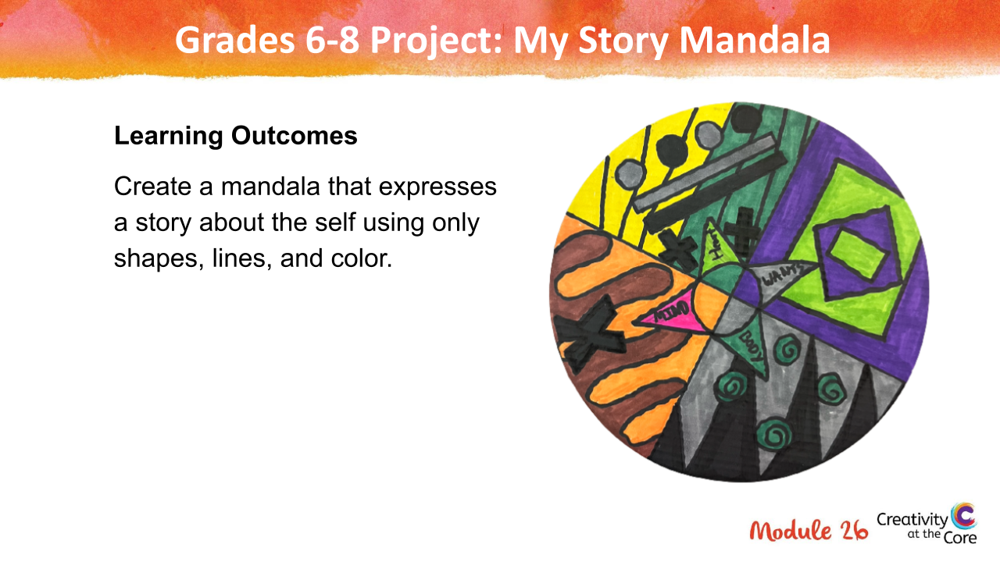 Grades 6-8 Project: My Story Mandala
Learning Outcomes
Create a mandala that expresses
a story about the self using only
shapes, lines, and color.
Heart
WANTS
MIND
BODY
Module 26
Creativity
at the
Core